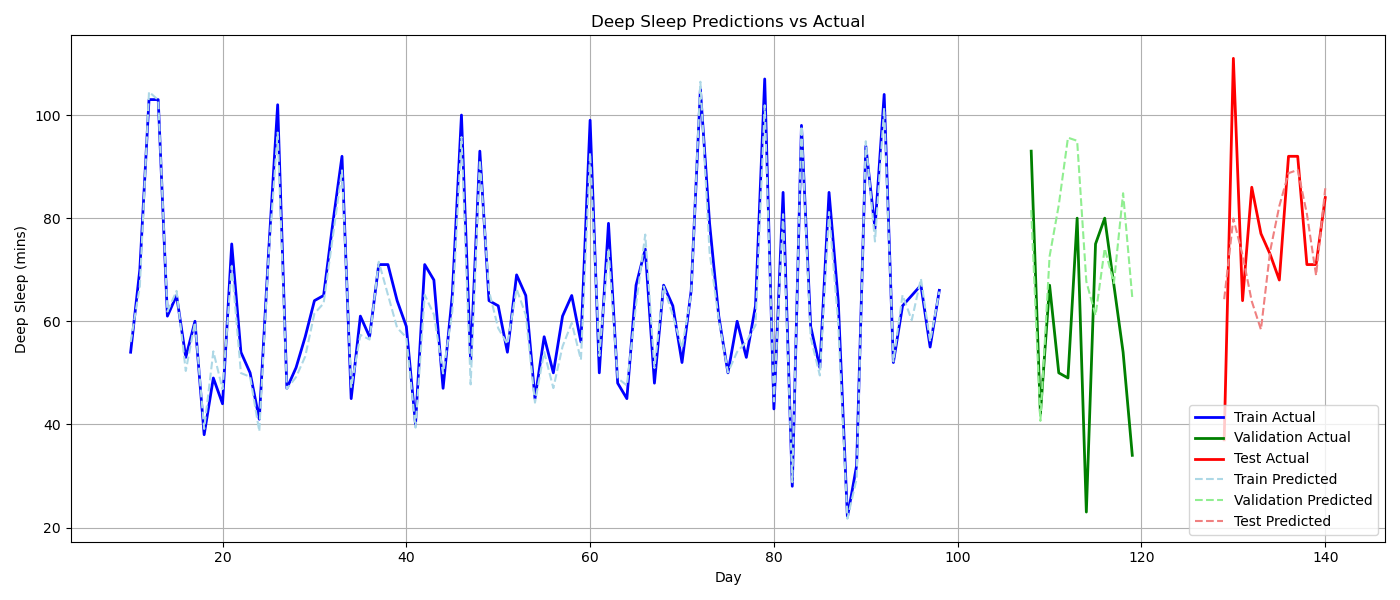 Deep Sleep Predictions vs Actual
Deep Sleep (mins)
100
80
60
40
20
Train Actual
Validation Actual
Test Actual
Train Predicted
Validation Predicted
Test Predicted
20 40 60 80 100 120 140
Day